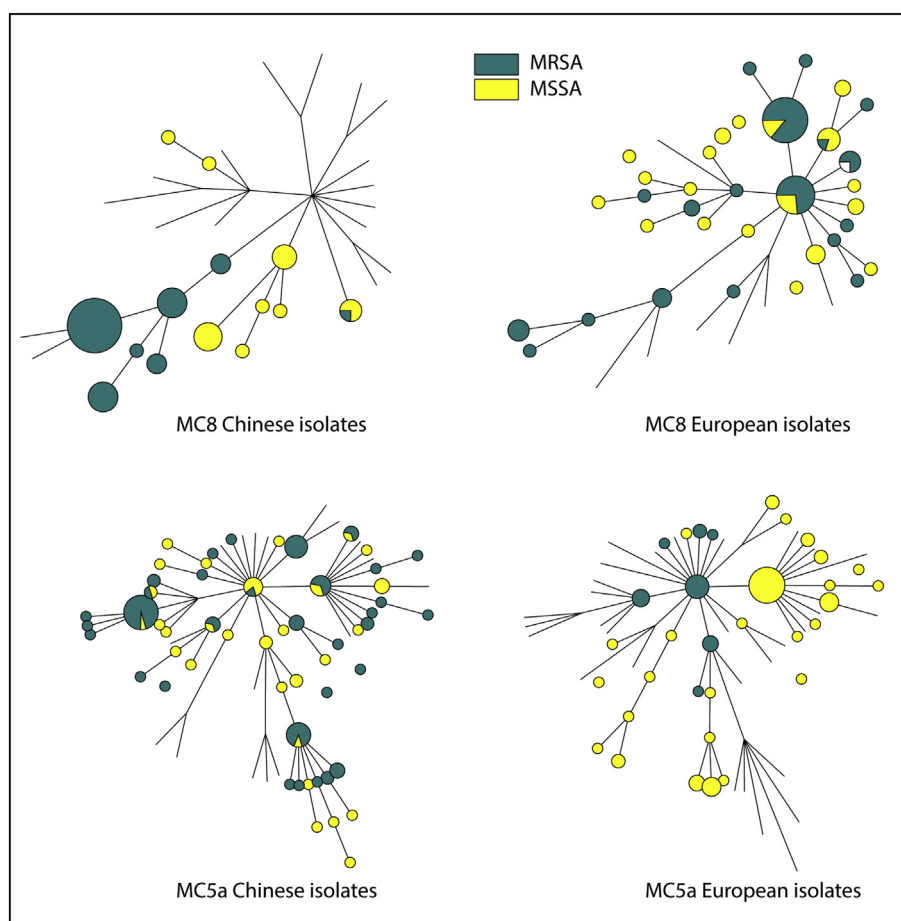 MRSA
MSSA
MC8 Chinese isolates
MC8 European isolates
MC5a Chinese isolates
MC5a European isolates